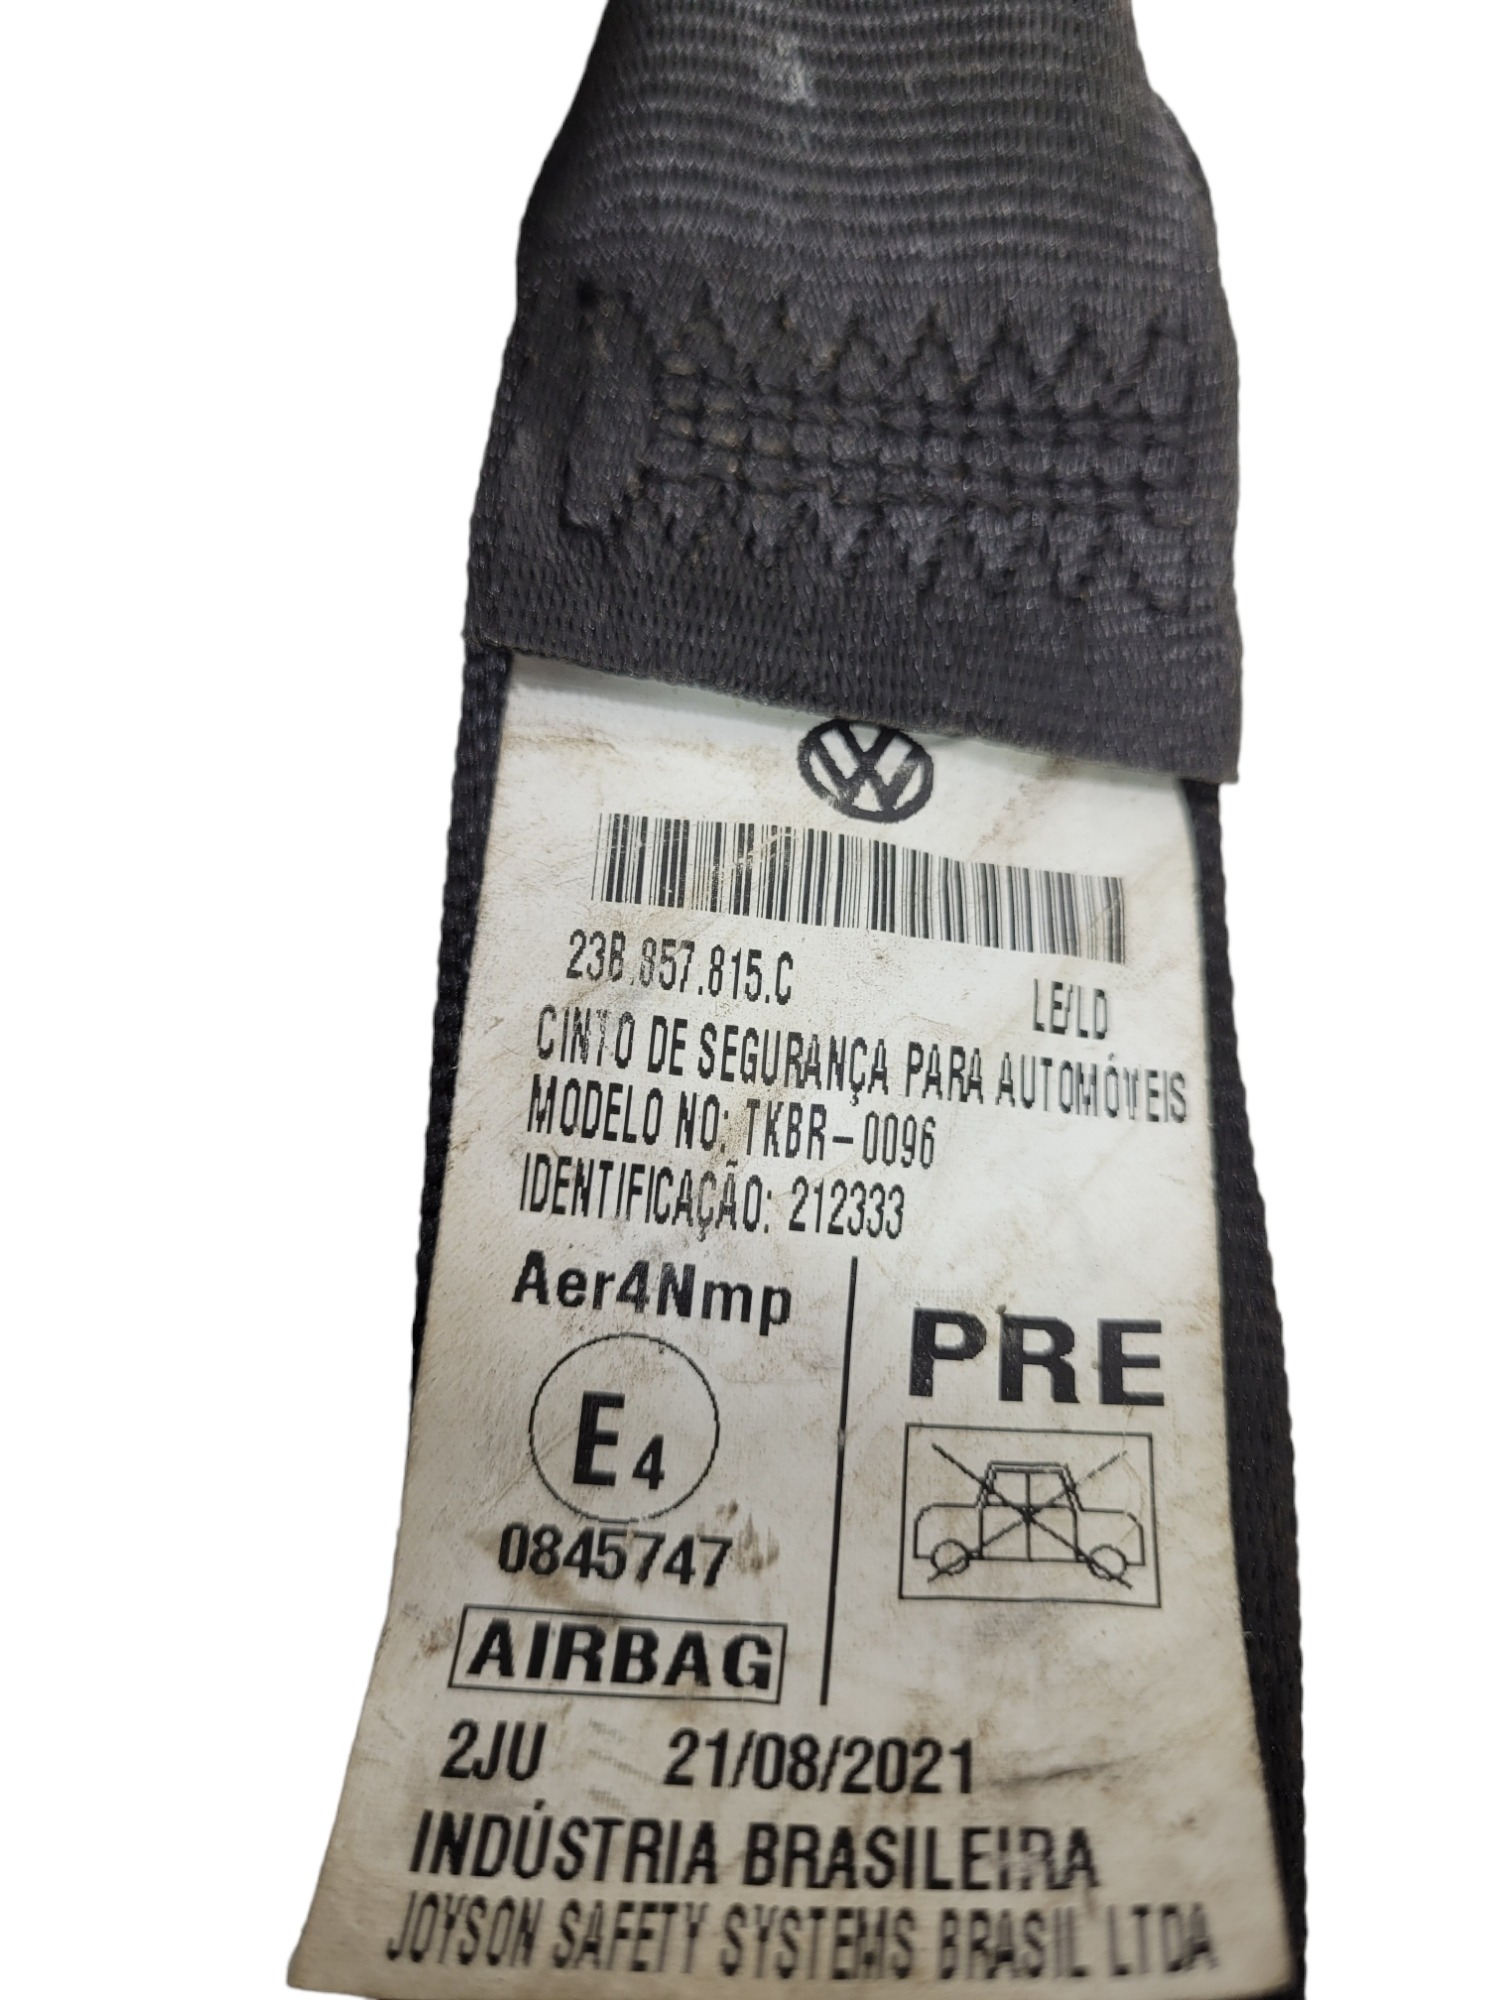 23B.857.815.C
LE/LD
CINTO DE SEGURANÇA PARA AUTOMÓVEIS
MODELO NO: TKBR-0096
IDENTIFICAÇÃO: 212333
Aer4Nmp
PRE
E4
0845747
AIRBAG
2JU 21/08/2021
INDÚSTRIA BRASILEIRA
JOYSON SAFETY SYSTEMS BRASIL LTDA